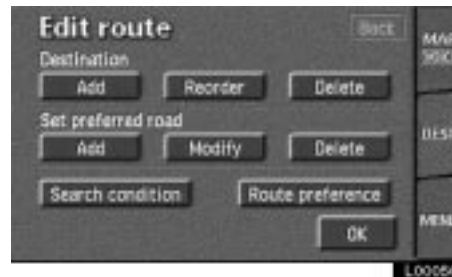 Edit route Back
Destination
Add Reorder Delete
Set preferred road
Add Modify Delete
Search condition Route preference
OK